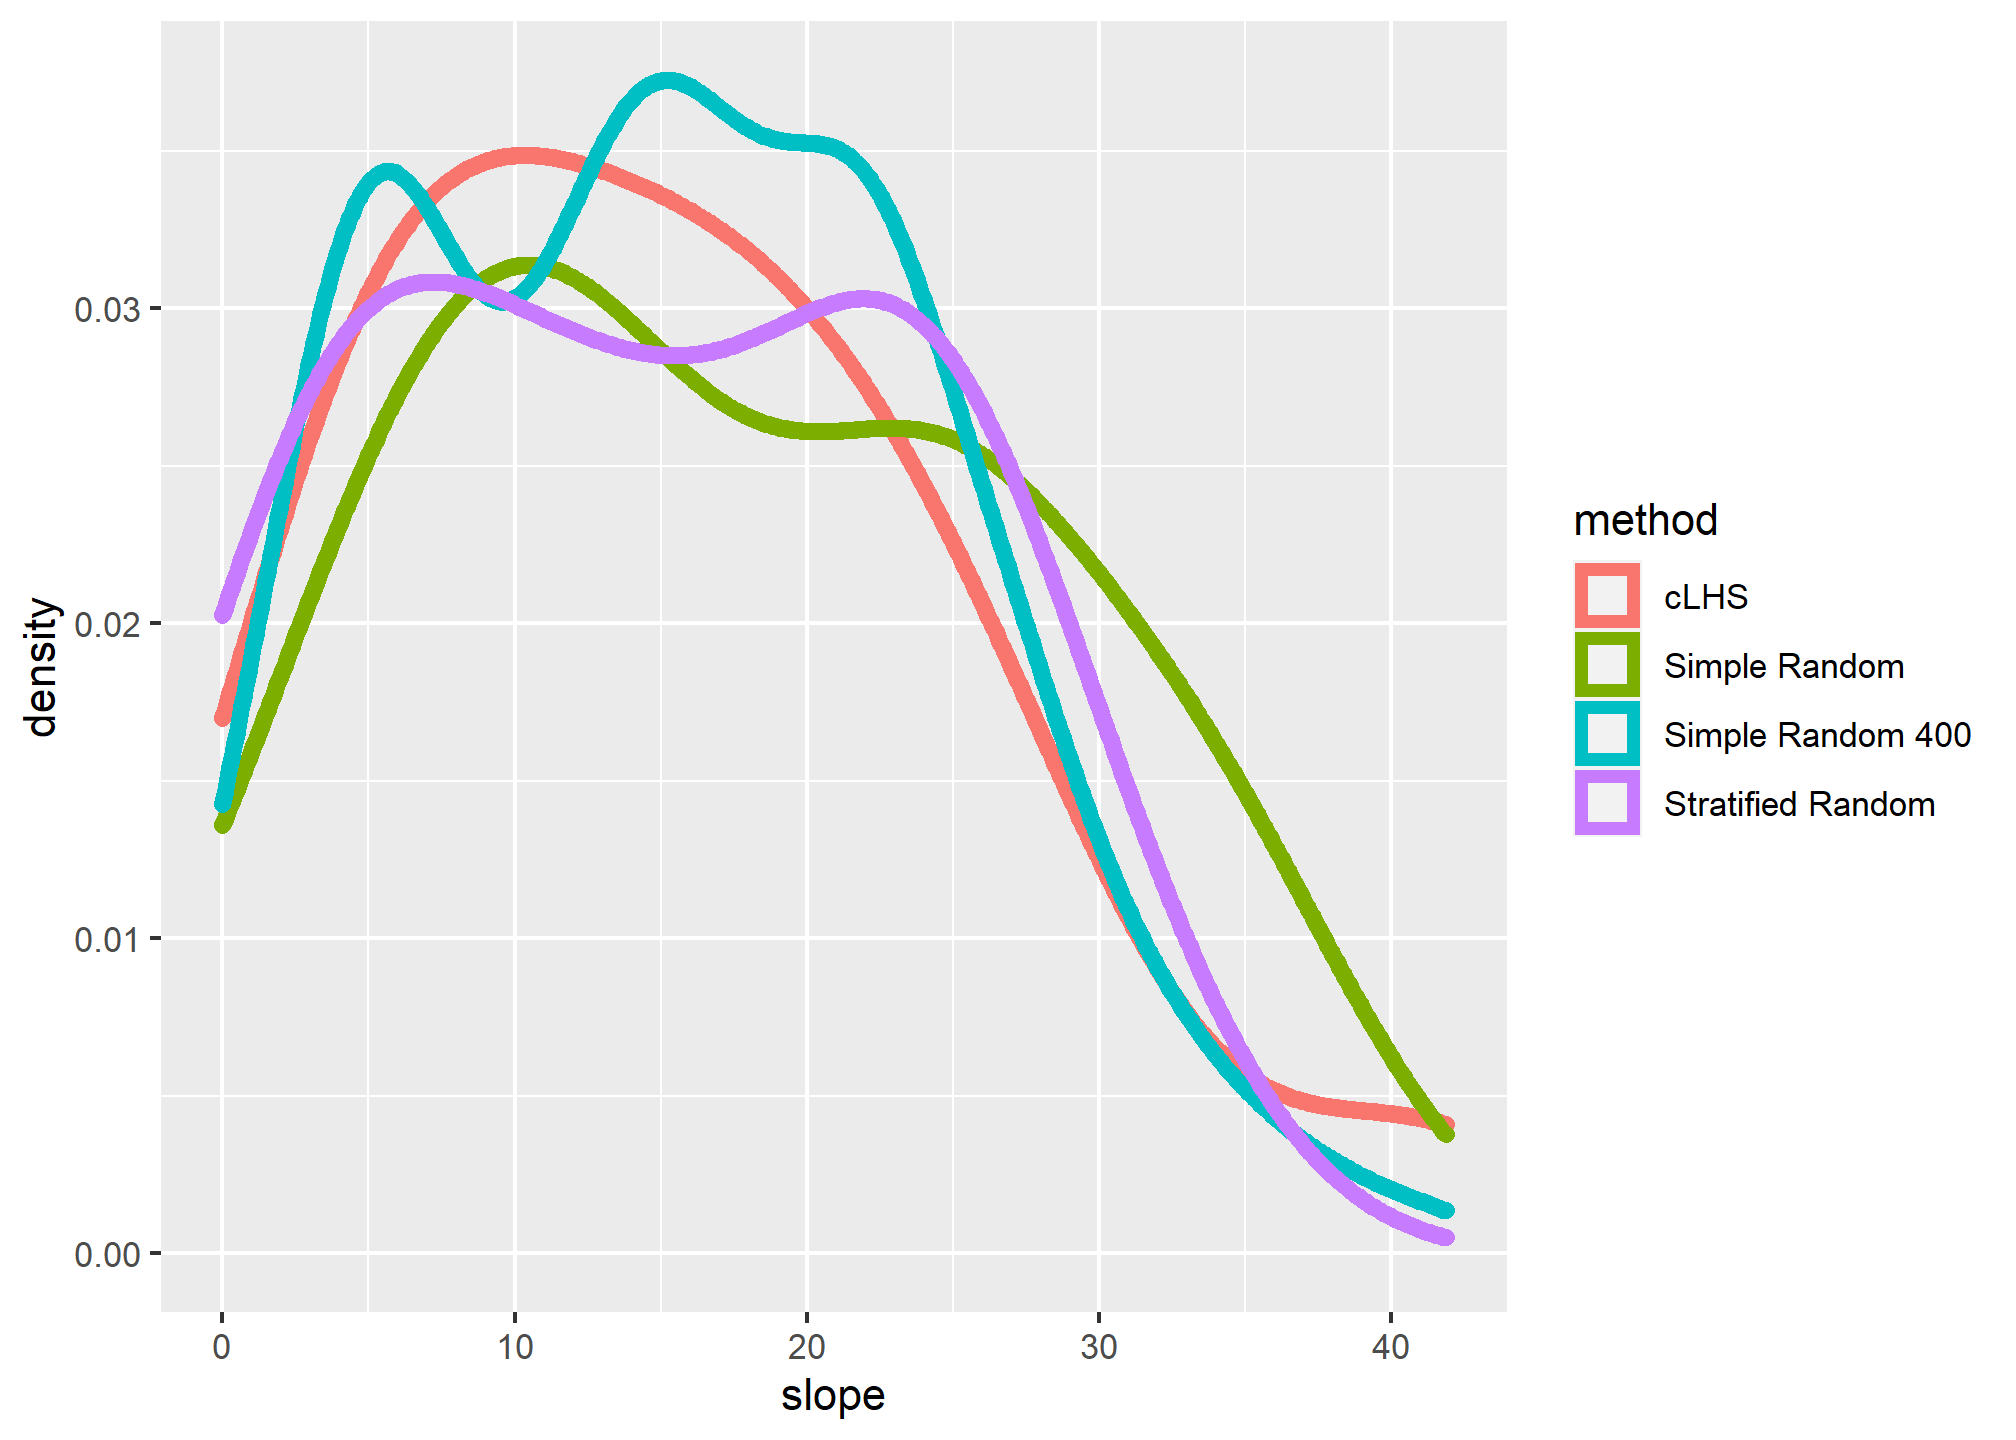 density
0.03
0.02
0.01
0.00
0 10 20 30 40
slope
method
cLHS
Simple Random
Simple Random 400
Stratified Random